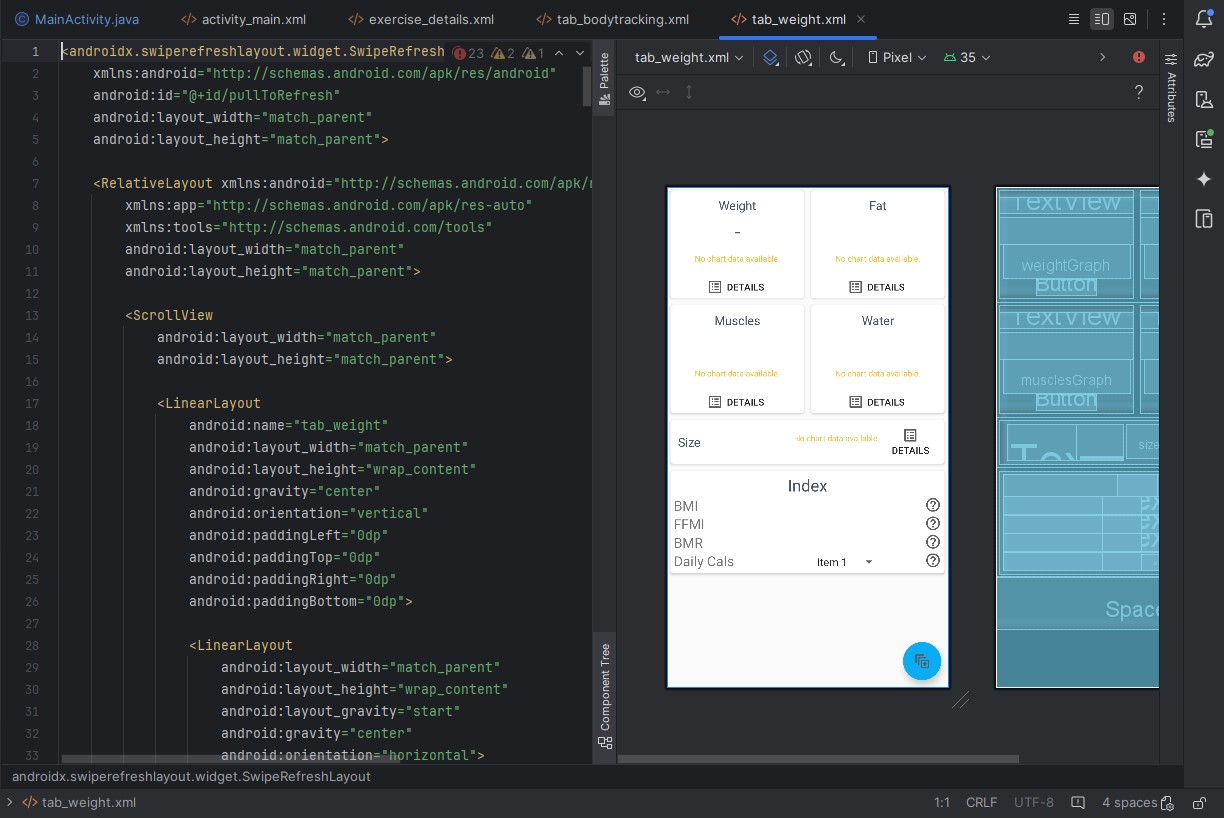 MainActivity.java
activity_main.xml
exercise_details.xml
tab_bodytracking.xml
tab_weight.xml
1 <androidx.swiperefreshlayout.widget.SwipeRefresh
23 2 1
2 xmlns:android="http://schemas.android.com/apk/res/android"
3 android:id="@+id/pullToRefresh"
4 android:layout_width="match_parent"
5 android:layout_height="match_parent">
6
7 <RelativeLayout xmlns:android="http://schemas.android.com/apk/r
8 xmlns:app="http://schemas.android.com/apk/res-auto"
9 xmlns:tools="http://schemas.android.com/tools"
10 android:layout_width="match_parent"
11 android:layout_height="match_parent">
12
13 <ScrollView
14 android:layout_width="match_parent"
15 android:layout_height="match_parent">
16
17 <LinearLayout
18 android:name="tab_weight"
19 android:layout_width="match_parent"
20 android:layout_height="wrap_content"
21 android:gravity="center"
22 android:orientation="vertical"
23 android:paddingLeft="0dp"
24 android:paddingTop="0dp"
25 android:paddingRight="0dp"
26 android:paddingBottom="0dp">
27
28 <LinearLayout
29 android:layout_width="match_parent"
30 android:layout_height="wrap_content"
31 android:layout_gravity="start"
32 android:gravity="center"
33 android:orientation="horizontal">
Palette
Component Tree
tab_weight.xml
Pixel
35
?
Attributes
Weight
-
No chart data available.
DETAILS
Fat
No chart data available.
DETAILS
Muscles
No chart data available.
DETAILS
Water
No chart data available.
DETAILS
Size
No chart data available
DETAILS
Index
BMI
FFMI
BMR
Daily Cals
Item 1
TextView
weightGraph
Button
TextView
musclesGraph
Button
size
Space
androidx.swiperefreshlayout.widget.SwipeRefreshLayout
tab_weight.xml
1:1
CRLF
UTF-8
4 spaces